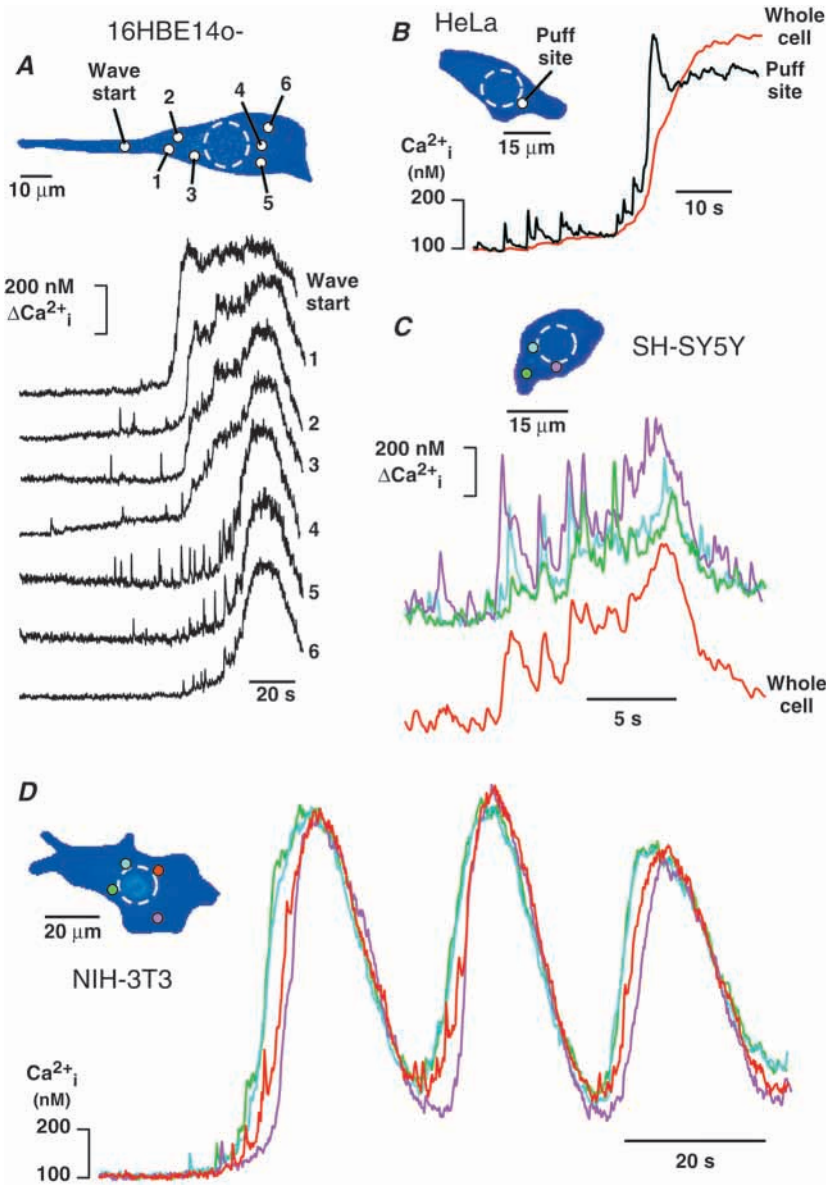 16HBE14o-
A
Wave
start
2
4
6
1
3
5
10 μm
200 nm
ΔCa²⁺ᵢ
Wave
start
1
2
3
4
5
6
20 s
B
HeLa
Puff
site
15 μm
Whole
cell
Puff
site
Ca²⁺ᵢ
(nM)
200
100
10 s
C
SH-SY5Y
15 μm
200 nM
ΔCa²⁺ᵢ
Whole
cell
5 s
D
20 μm
NIH-3T3
Ca²⁺ᵢ
(nM)
200
100
20 s